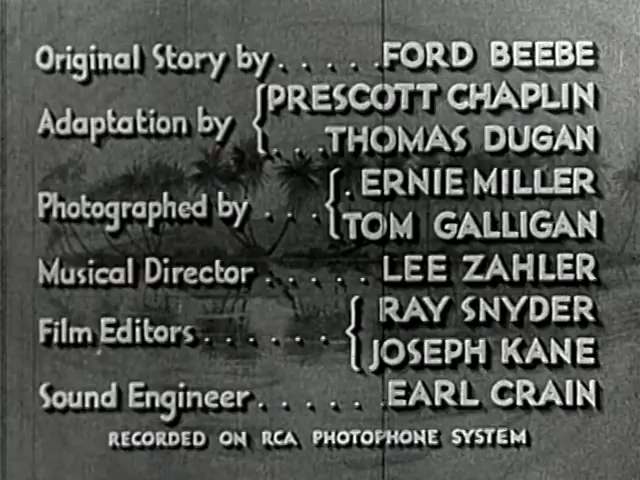 Original Story by . . . . . FORD BEEBE
Adaptation by { PRESCOTT CHAPLIN
. . . THOMAS DUGAN
Photographed by . . . { . ERNIE MILLER
TOM GALLIGAN
Musical Director . . . . . . LEE ZAHLER
Film Editors . . . . . . { RAY SNYDER
JOSEPH KANE
Sound Engineer . . . . . . EARL CRAIN
RECORDED ON RCA PHOTOPHONE SYSTEM